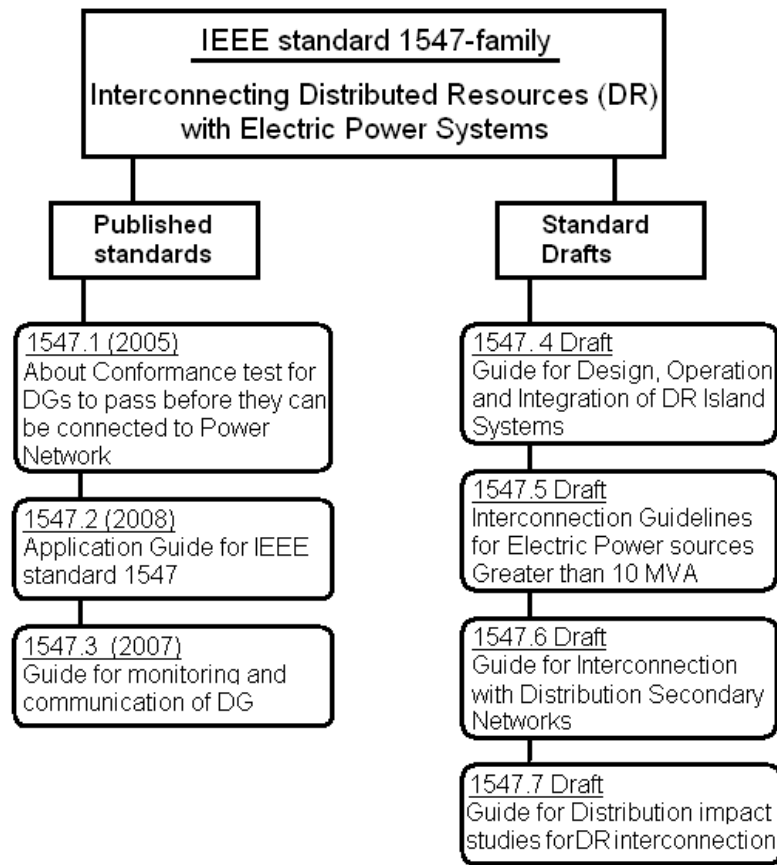 IEEE standard 1547-family
Interconnecting Distributed Resources (DR)
with Electric Power Systems
Published
standards
1547.1 (2005)
About Conformance test for
DGs to pass before they can
be connected to Power
Network
1547.2 (2008)
Application Guide for IEEE
standard 1547
1547.3 (2007)
Guide for monitoring and
communication of DG
Standard
Drafts
1547. 4 Draft
Guide for Design, Operation
and Integration of DR Island
Systems
1547.5 Draft
Interconnection Guidelines
for Electric Power sources
Greater than 10 MVA
1547.6 Draft
Guide for Interconnection
with Distribution Secondary
Networks
1547.7 Draft
Guide for Distribution impact
studies for DR interconnection